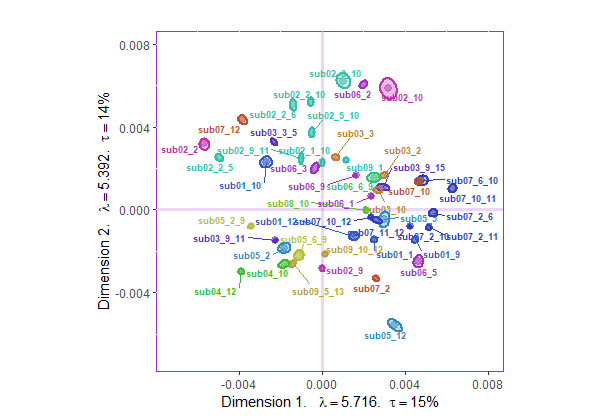 0.008
sub02_9_10
sub02_2_10
sub06_2
sub02_10
sub02_2_6
sub02_5_10
0.004
sub07_12
sub03_3_5
sub03_3
sub02_2
sub02_9_11
sub02_1_10
sub03_2
sub02_2_5
sub06_3
sub09_1
sub03_9_15
sub07_6_10
sub01_10
sub06_9
sub06_6_9
sub07_10
sub07_10_11
sub08_10
sub06_1
sub03_10
0.000
sub05_2_9
sub01_12
sub07_10_12
sub05_5
sub07_2_6
sub03_9_11
sub05_6_9
sub07_11_12
sub07_2_10
sub07_2_11
sub05_2
sub09_10_12
sub01_1
sub01_9
sub04_10
sub02_9
sub06_5
-0.004
sub04_12
sub09_5_13
sub07_2
sub05_12
-0.004
0.000
0.004
0.008
Dimension 1. λ = 5.716. τ = 15%
Dimension 2. λ = 5.392. τ = 14%